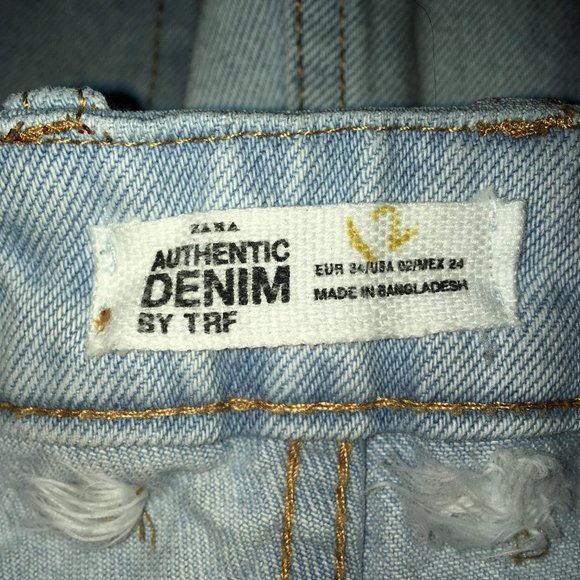 ZARA
AUTHENTIC
DENIM
BY TRF
12
EUR 34/USA 02/MEX 24
MADE IN BANGLADESH